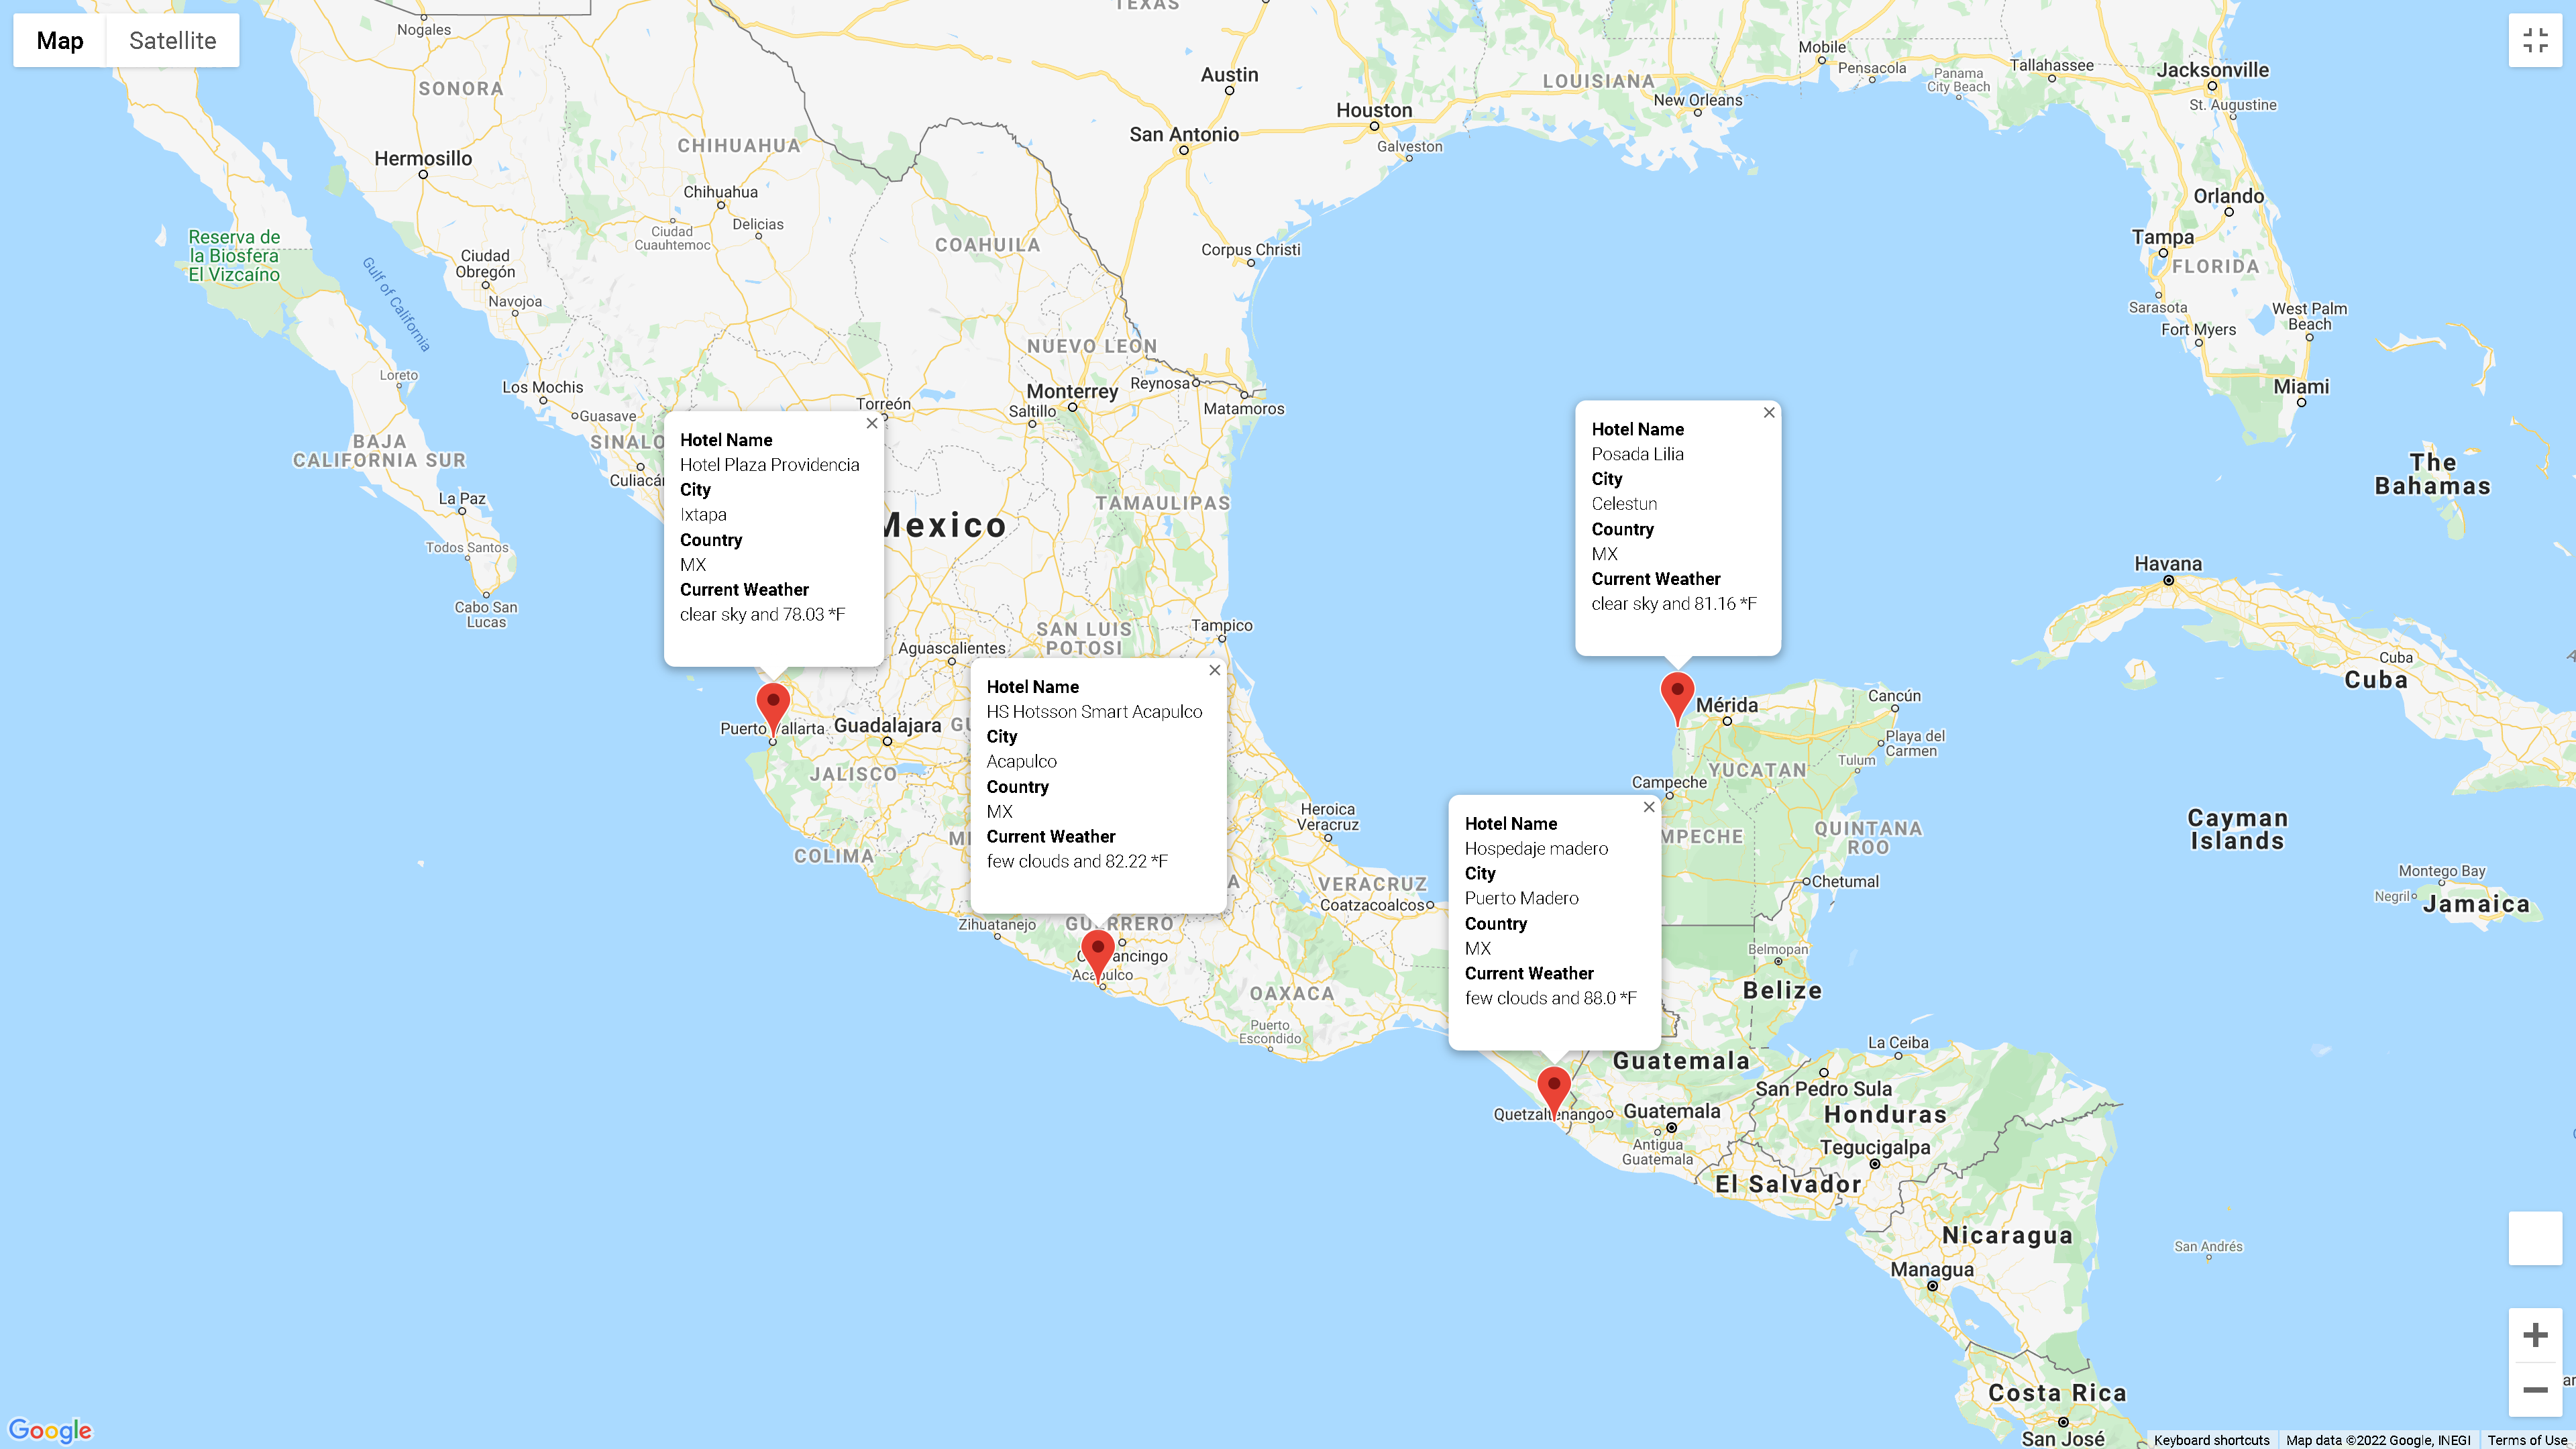 Map
Satellite
TEXAS
Nogales
Austin
Mobile
Pensacola
Panama
City Beach
Tallahassee
Jacksonville
St. Augustine
SONORA
LOUISIANA
Houston
New Orleans
San Antonio
Galveston
Hermosillo
CHIHUAHUA
Chihuahua
Delicias
Ciudad
Cuauhtemoc
Orlando
Tampa
FLORIDA
Reserva de
la Biosfera
El Vizcaíno
Gulf of California
Ciudad
Obregón
COAHUILA
Corpus Christi
Navojoa
Sarasota
Fort Myers
West Palm
Beach
NUEVO LEON
Loreto
Los Mochis
Guasave
Torreón
Monterrey
Saltillo
Reynosa
Matamoros
Miami
BAJA
CALIFORNIA SUR
SINALO
Culiacán
La Paz
Todos Santos
Cabo San
Lucas
Hotel Name
Hotel Plaza Providencia
City
Ixtapa
Country
MX
Current Weather
clear sky and 78.03 *F
Mexico
TAMAULIPAS
Hotel Name
Posada Lilia
City
Celestun
Country
MX
Current Weather
clear sky and 81.16 *F
The
Bahamas
Havana
Cuba
Cuba
SAN LUIS
POTOSI
Tampico
Aguascalientes
Puerto Vallarta
Guadalajara
JALISCO
COLIMA
Hotel Name
HS Hotsson Smart Acapulco
City
Acapulco
Country
MX
Current Weather
few clouds and 82.22 *F
Mérida
Cancún
Playa del
Carmen
Tulum
YUCATAN
Campeche
MPECHE
QUINTANA
ROO
Chetumal
Heroica
Veracruz
VERACRUZ
Coatzacoalcos
Hotel Name
Hospedaje madero
City
Puerto Madero
Country
MX
Current Weather
few clouds and 88.0 *F
Cayman
Islands
Montego Bay
Negril
Jamaica
Zihuatanejo
GUERRERO
Acapulco
OAXACA
Puerto
Escondido
Belmopan
Belize
Guatemala
La Ceiba
San Pedro Sula
Quetzaltenango
Guatemala
Honduras
Antigua
Guatemala
Tegucigalpa
El Salvador
Nicaragua
San Andrés
Managua
Costa Rica
San José
Google
Keyboard shortcuts
Map data ©2022 Google, INEGI
Terms of Use